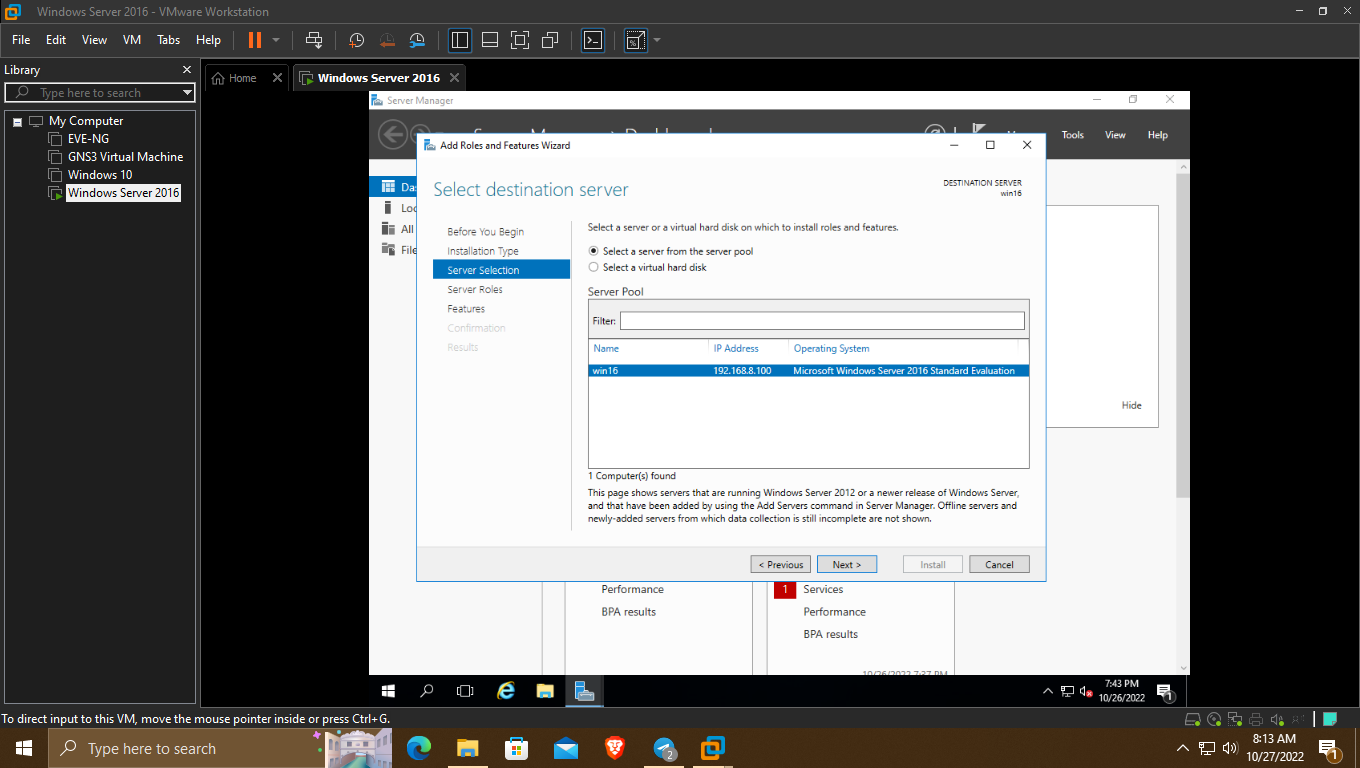 Windows Server 2016 - VMware Workstation
File Edit View VM Tabs Help
Library
Type here to search
My Computer
EVE-NG
GNS3 Virtual Machine
Windows 10
Windows Server 2016
Home
Windows Server 2016
Server Manager
Tools View Help
Add Roles and Features Wizard
Select destination server
DESTINATION SERVER
win16
Before You Begin
Installation Type
Server Selection
Server Roles
Features
Confirmation
Results
Select a server or a virtual hard disk on which to install roles and features.
Select a server from the server pool
Select a virtual hard disk
Server Pool
Filter:
Name IP Address Operating System
win16 192.168.8.100 Microsoft Windows Server 2016 Standard Evaluation
1 Computer(s) found
This page shows servers that are running Windows Server 2012 or a newer release of Windows Server,
and that have been added by using the Add Servers command in Server Manager. Offline servers and
newly-added servers from which data collection is still incomplete are not shown.
< Previous Next > Install Cancel
Hide
All
Performance
BPA results
1 Services
Performance
BPA results
10/26/2022 7:37 PM
7:43 PM
10/26/2022
1
To direct input to this VM, move the mouse pointer inside or press Ctrl+G.
Type here to search
2
8:13 AM
10/27/2022
1